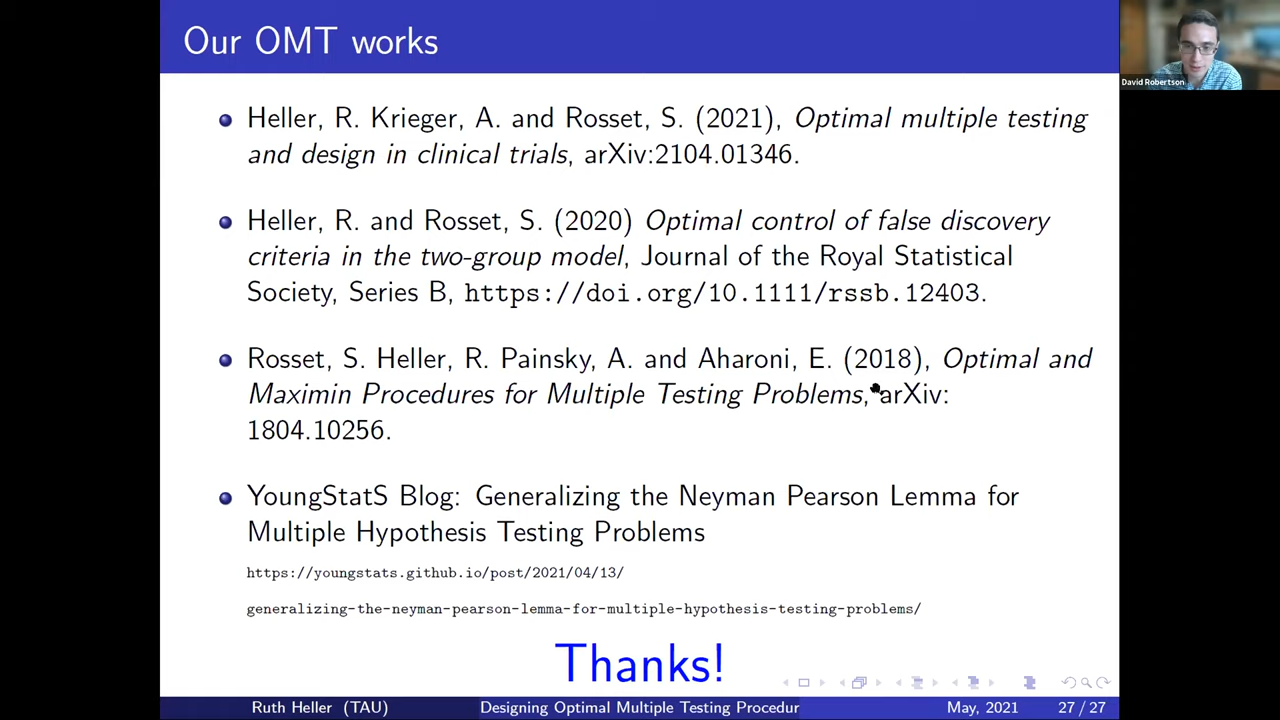 Our OMT works
David Robertson
Heller, R. Krieger, A. and Rosset, S. (2021), Optimal multiple testing
and design in clinical trials, arXiv:2104.01346.
Heller, R. and Rosset, S. (2020) Optimal control of false discovery
criteria in the two-group model, Journal of the Royal Statistical
Society, Series B, https://doi.org/10.1111/rssb.12403.
Rosset, S. Heller, R. Painsky, A. and Aharoni, E. (2018), Optimal and
Maximin Procedures for Multiple Testing Problems, arXiv:
1804.10256.
YoungStatS Blog: Generalizing the Neyman Pearson Lemma for
Multiple Hypothesis Testing Problems
https://youngstats.github.io/post/2021/04/13/
generalizing-the-neyman-pearson-lemma-for-multiple-hypothesis-testing-problems/
Thanks!
Ruth Heller (TAU) Designing Optimal Multiple Testing Procedur May, 2021 27 / 27